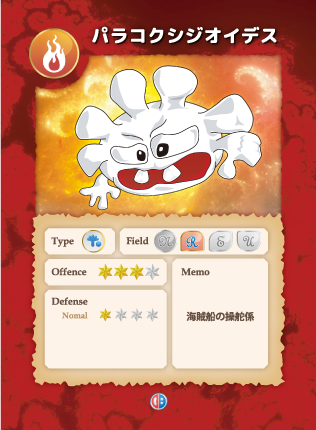 パラコクシジオイデス
Type
Field N R S U
Offence
Memo
Defense
Nomal
海賊船の操舵係